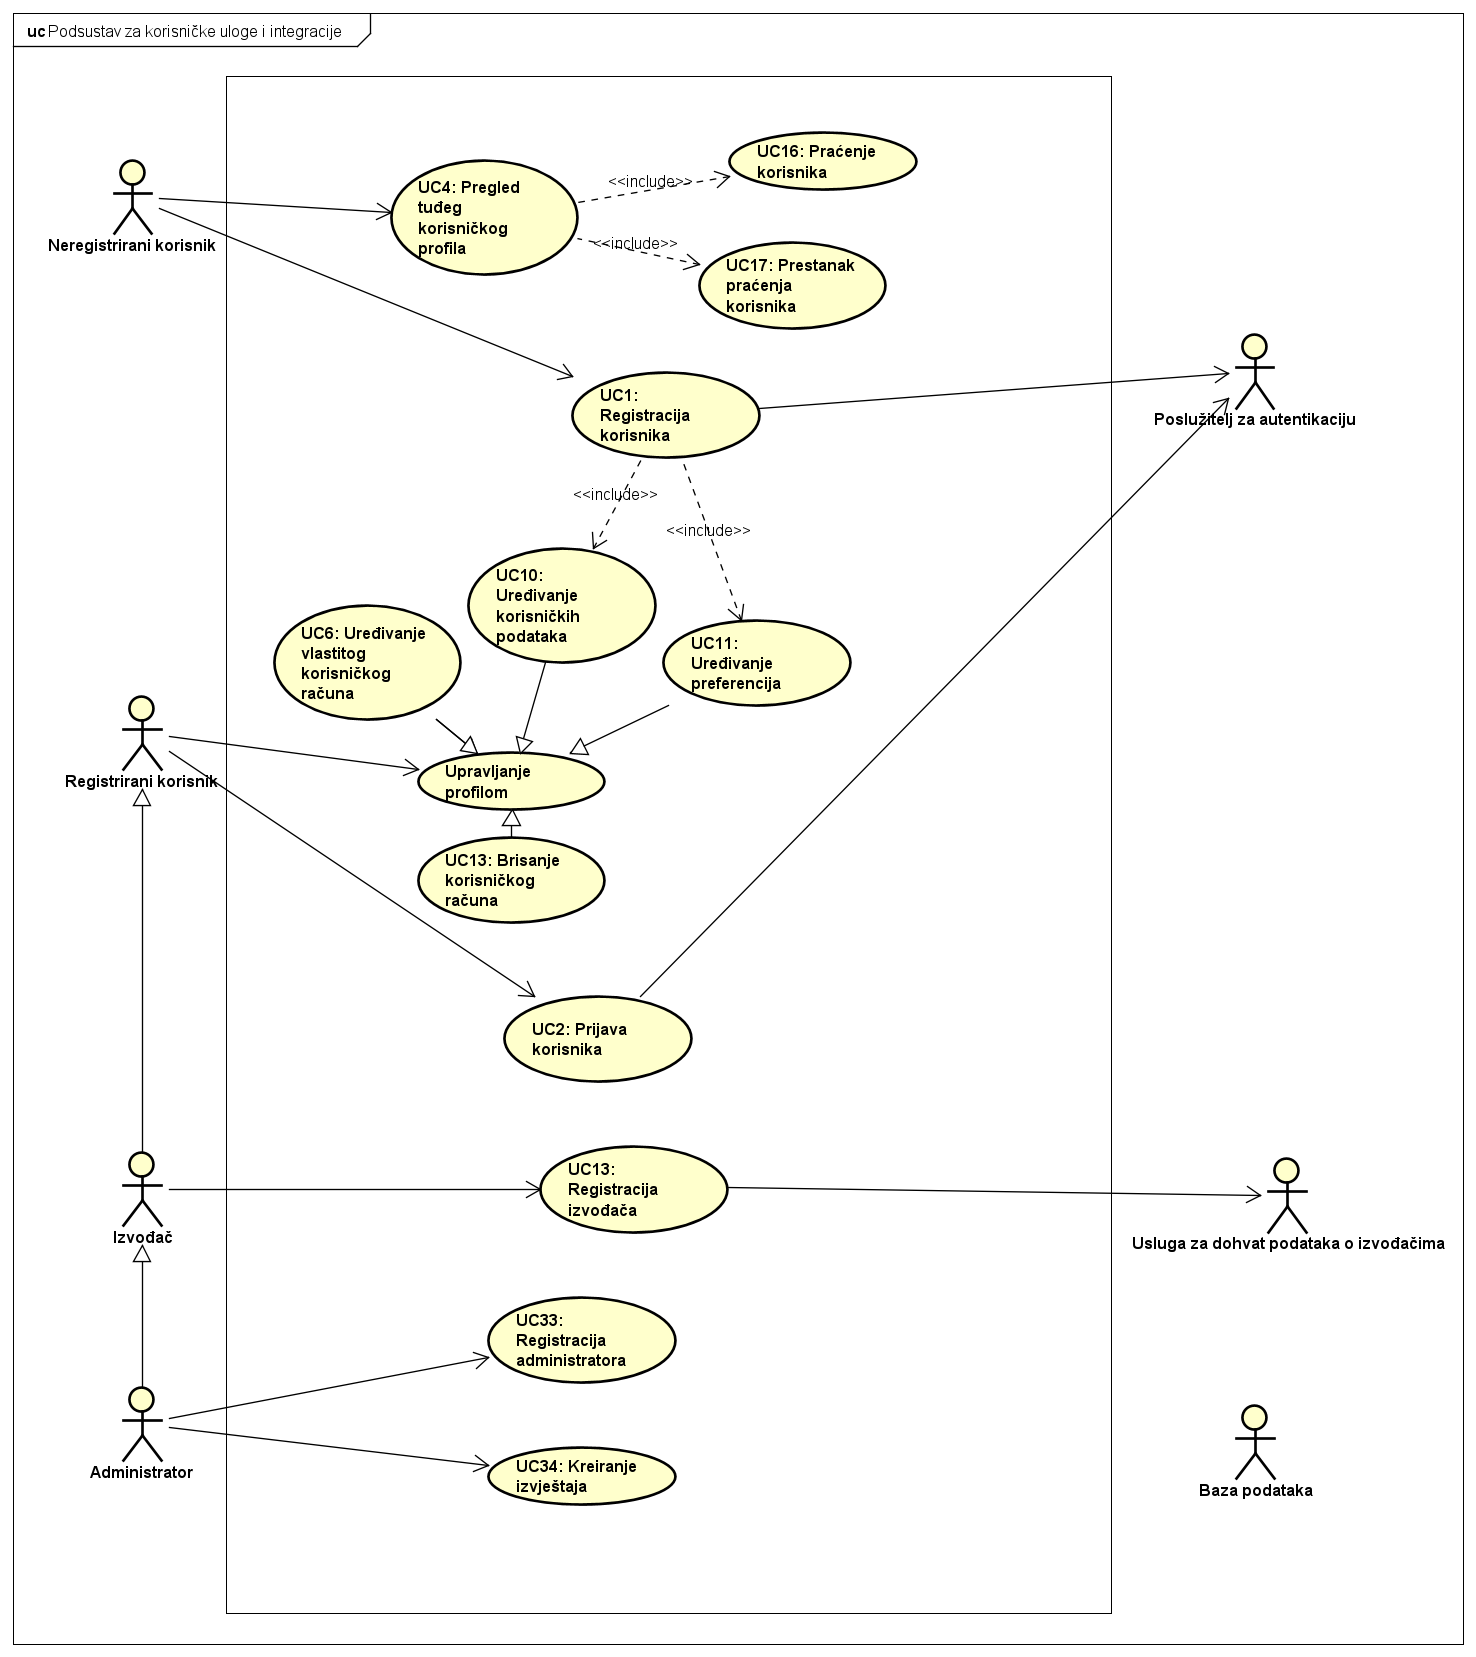 uc Podsustav za korisničke uloge i integracije
UC16: Praćenje
korisnika
<<include>>
UC4: Pregled
tuđeg
korisničkog
profila
Neregistrirani korisnik
<<include>>
UC17: Prestanak
praćenja
korisnika
UC1:
Registracija
korisnika
Poslužitelj za autentikaciju
<<include>>
<<include>>
UC10:
Uređivanje
korisničkih
podataka
UC6: Uređivanje
vlastitog
korisničkog
računa
UC11:
Uređivanje
preferencija
Registrirani korisnik
Upravljanje
profilom
UC13: Brisanje
korisničkog
računa
UC2: Prijava
korisnika
UC13:
Registracija
izvođača
Izvođač
Usluga za dohvat podataka o izvođačima
UC33:
Registracija
administratora
Administrator
UC34: Kreiranje
izvještaja
Baza podataka